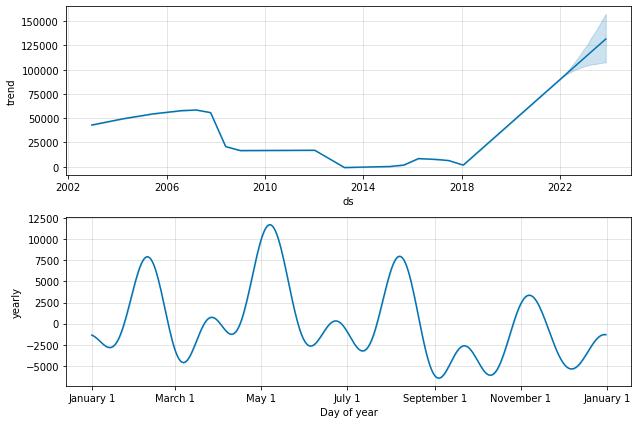 150000
125000
100000
75000
50000
25000
0
trend
2002
2006
2010
2014
2018
2022
ds
12500
10000
7500
5000
2500
0
−2500
−5000
yearly
January 1
March 1
May 1
July 1
September 1
November 1
January 1
Day of year